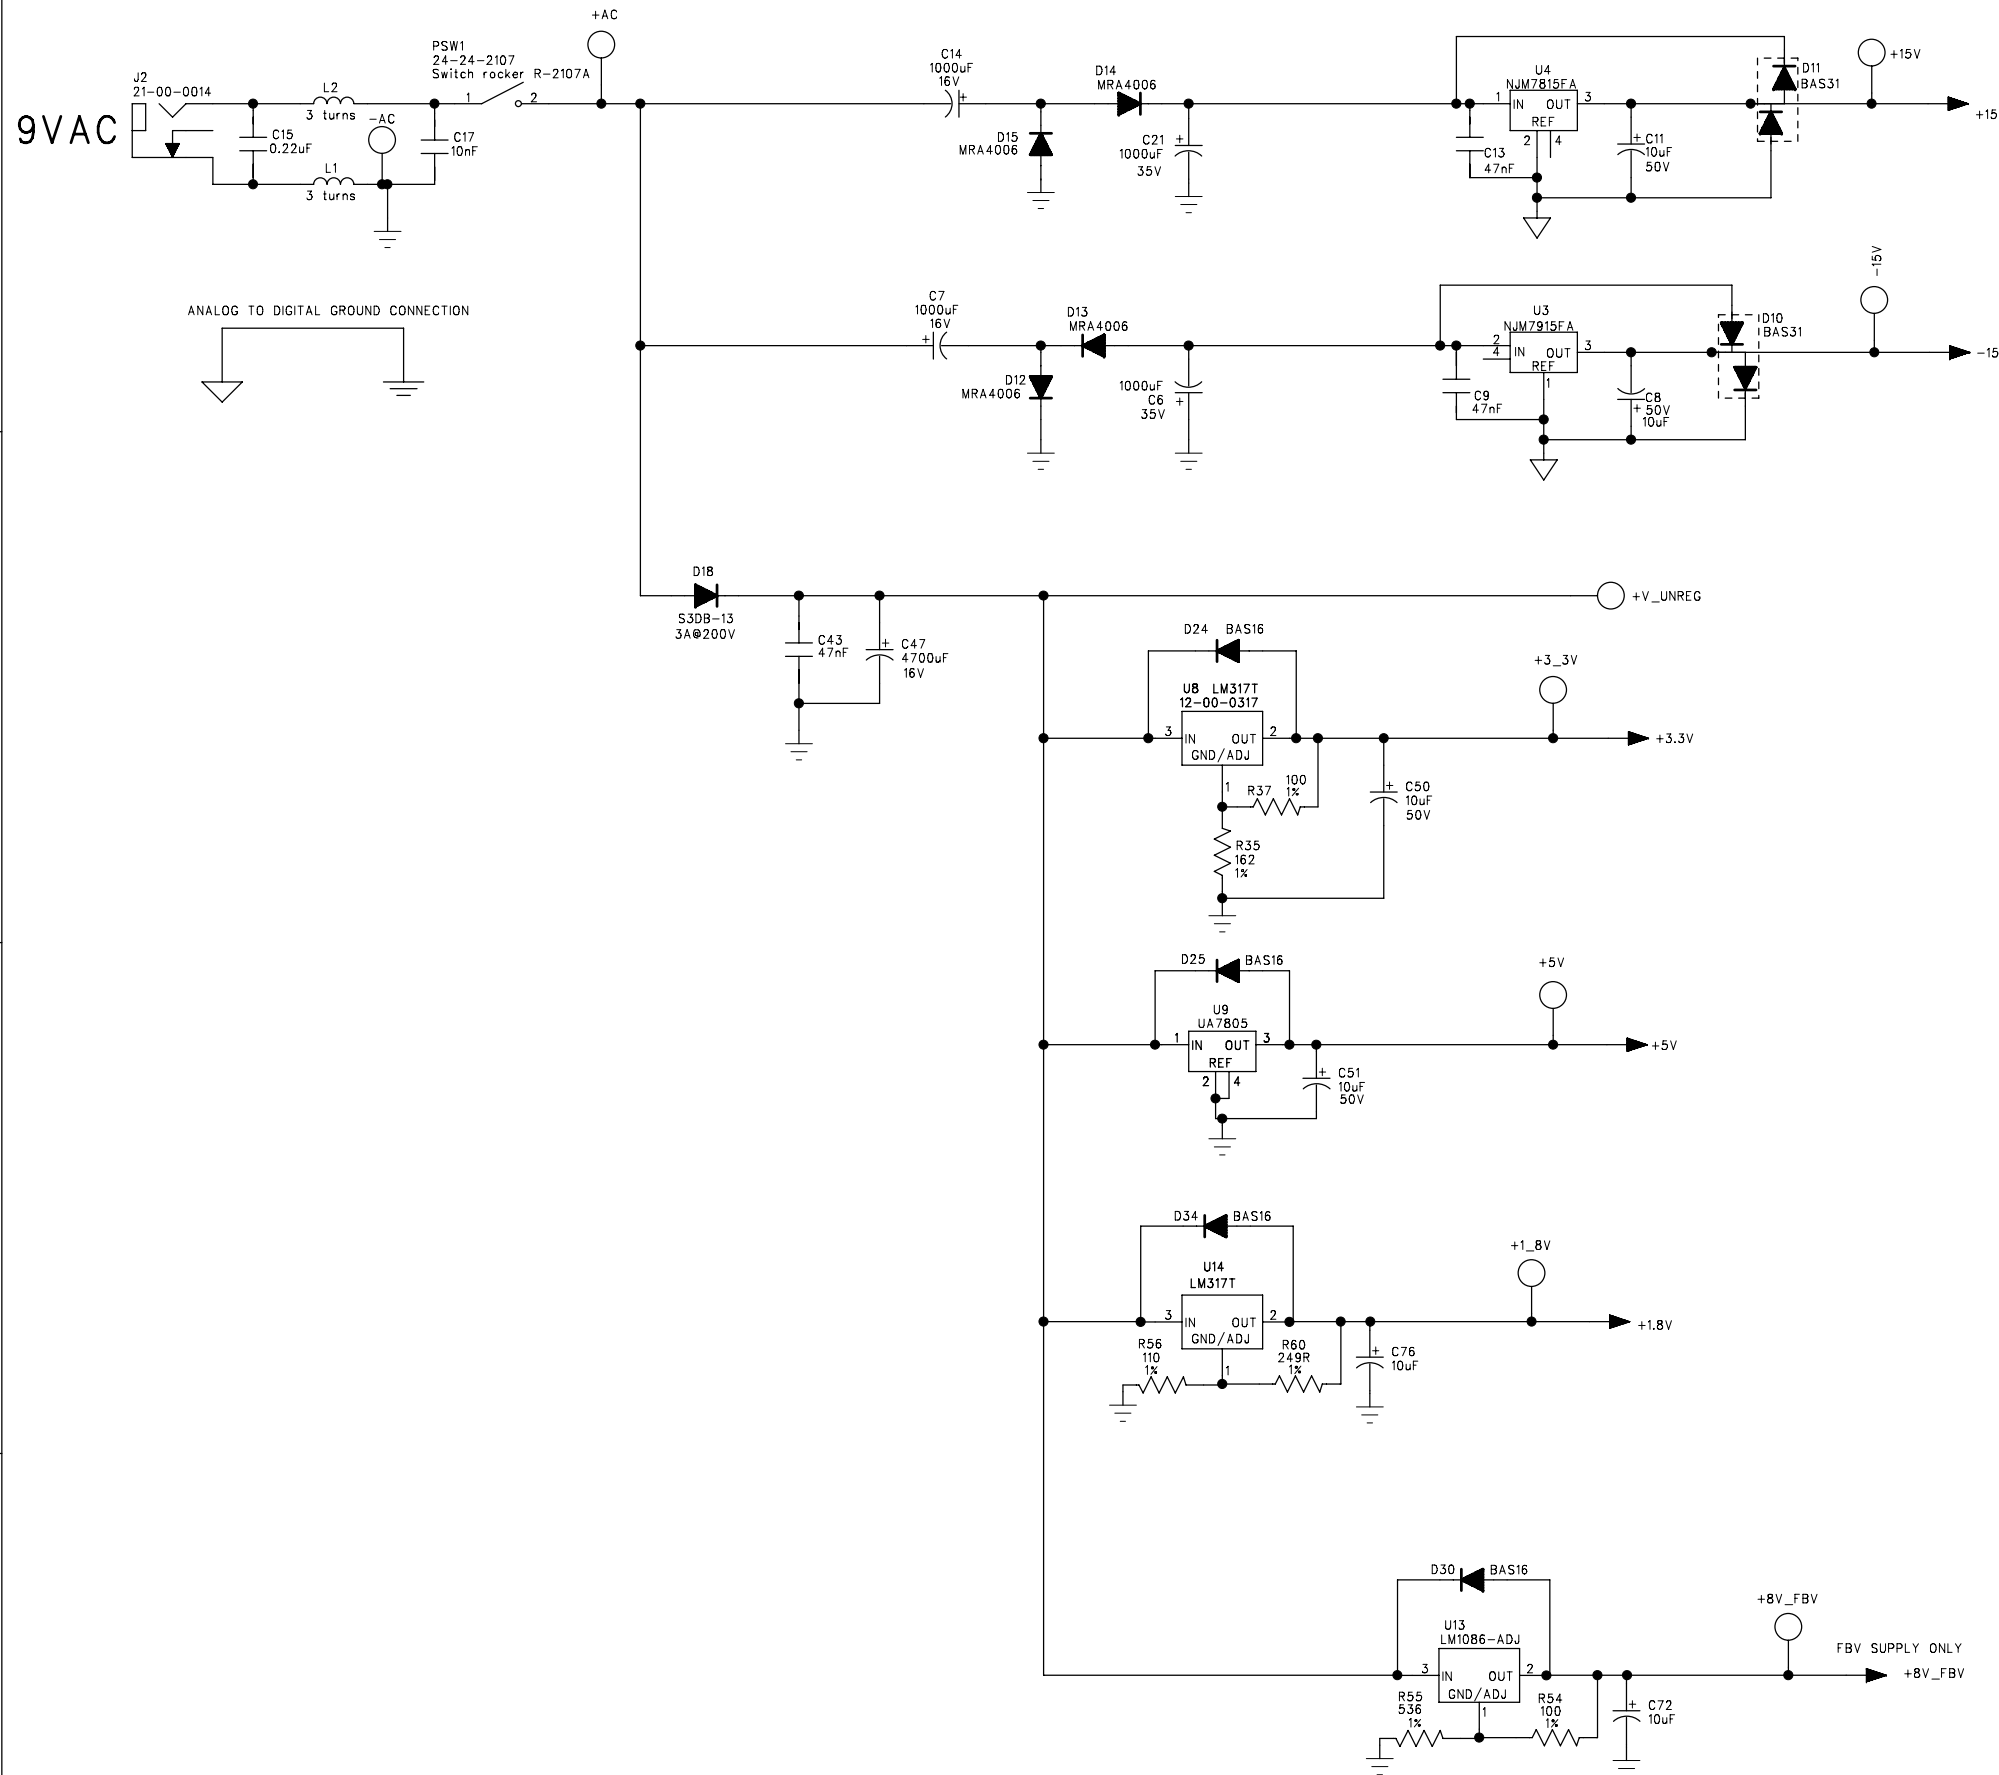 +AC
PSW1
24-24-2107
Switch rocker R-2107A
1
2
J2
21-00-0014
9VAC
L2
3 turns
C15
0.22uF
-AC
C17
10nF
L1
3 turns
C14
1000uF
16V
+
D14
MRA4006
D15
MRA4006
+
C21
1000uF
35V
U4
NJM7815FA
1
IN
OUT
3
REF
2
4
C13
47nF
+
C11
10uF
50V
D11
BAS31
+15V
+15
ANALOG TO DIGITAL GROUND CONNECTION
C7
1000uF
16V
+
D13
MRA4006
D12
MRA4006
1000uF
C6
35V
+
U3
NJM7915FA
2
4
IN
OUT
3
REF
1
C9
47nF
C8
+ 50V
10uF
D10
BAS31
-15V
-15
D18
S3DB-13
3A@200V
C43
47nF
+
C47
4700uF
16V
+V_UNREG
D24
BAS16
U8 LM317T
12-00-0317
3
IN
OUT
2
GND/ADJ
1
R37
100
1%
R35
162
1%
+
C50
10uF
50V
+3_3V
+3.3V
D25
BAS16
U9
UA7805
1
IN
OUT
3
REF
2
4
+
C51
10uF
50V
+5V
+5V
D34
BAS16
U14
LM317T
3
IN
OUT
2
GND/ADJ
1
R56
110
1%
R60
249R
1%
+
C76
10uF
+1_8V
+1.8V
D30
BAS16
U13
LM1086-ADJ
3
IN
OUT
2
GND/ADJ
1
R55
536
1%
R54
100
1%
+
C72
10uF
+8V_FBV
FBV SUPPLY ONLY
+8V_FBV